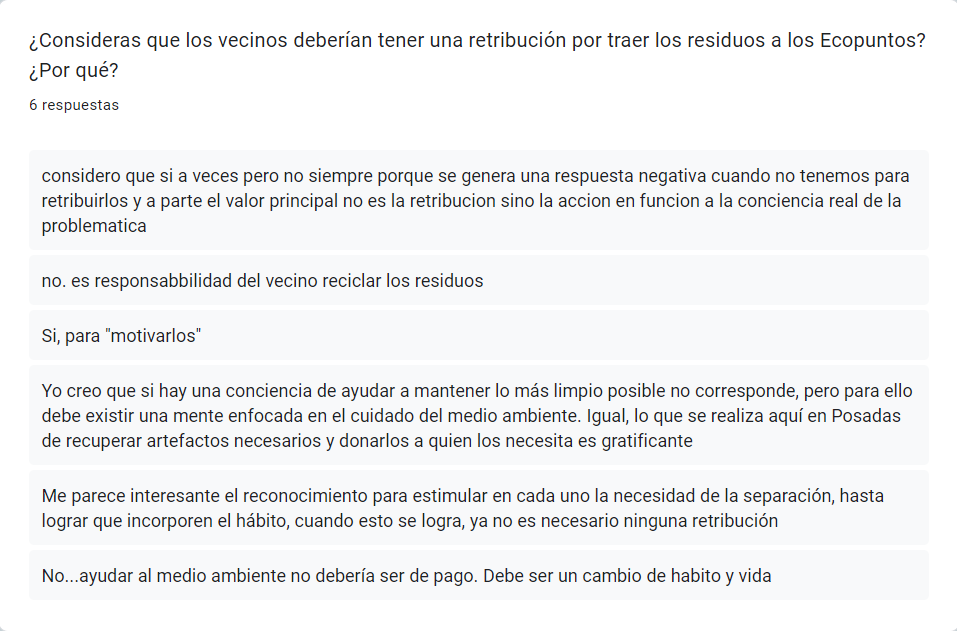 ¿Consideras que los vecinos deberían tener una retribución por traer los residuos a los Ecopuntos?
¿Por qué?
6 respuestas
considero que si a veces pero no siempre porque se genera una respuesta negativa cuando no tenemos para
retribuirlos y a parte el valor principal no es la retribucion sino la accion en funcion a la conciencia real de la
problematica
no. es responsabbilidad del vecino reciclar los residuos
Si, para "motivarlos"
Yo creo que si hay una conciencia de ayudar a mantener lo más limpio posible no corresponde, pero para ello
debe existir una mente enfocada en el cuidado del medio ambiente. Igual, lo que se realiza aquí en Posadas
de recuperar artefactos necesarios y donarlos a quien los necesita es gratificante
Me parece interesante el reconocimiento para estimular en cada uno la necesidad de la separación, hasta
lograr que incorporen el hábito, cuando esto se logra, ya no es necesario ninguna retribución
No...ayudar al medio ambiente no debería ser de pago. Debe ser un cambio de habito y vida